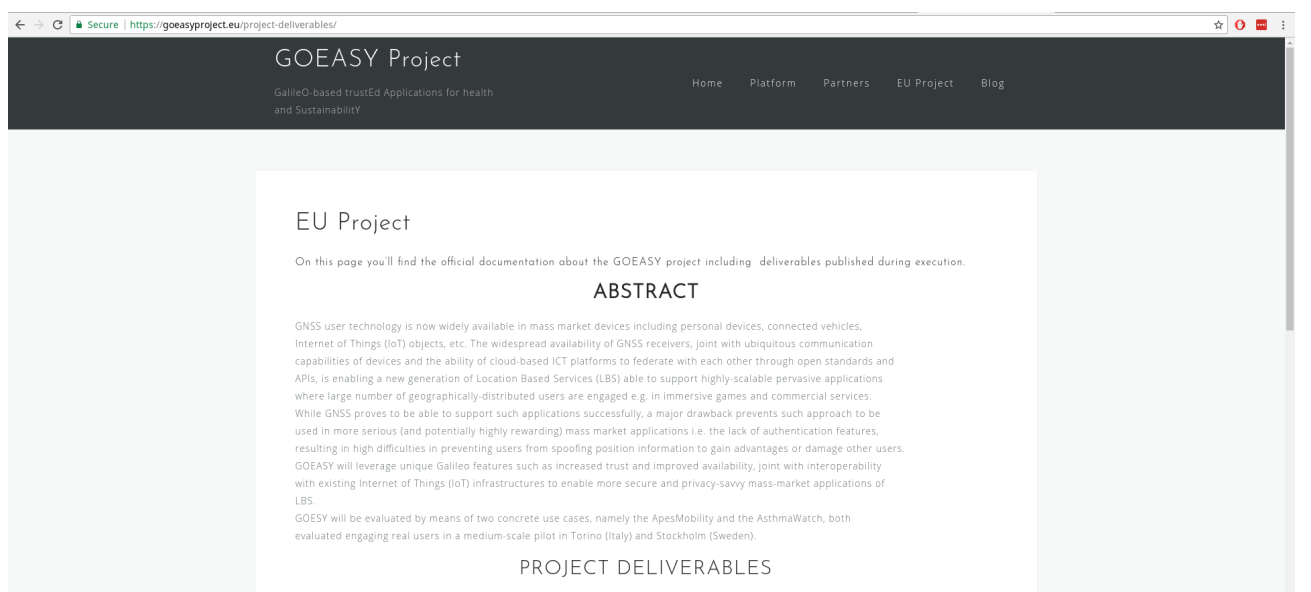 Secure | https://goeasyproject.eu/project-deliverables/
GOEASY Project
GalileO-based trustEd Applications for health
and SustainabilitY
Home Platform Partners EU Project Blog
EU Project
On this page you'll find the official documentation about the GOEASY project including deliverables published during execution.
ABSTRACT
GNSS user technology is now widely available in mass market devices including personal devices, connected vehicles,
Internet of Things (IoT) objects, etc. The widespread availability of GNSS receivers, joint with ubiquitous communication
capabilities of devices and the ability of cloud-based ICT platforms to federate with each other through open standards and
APIs, is enabling a new generation of Location Based Services (LBS) able to support highly-scalable pervasive applications
where large number of geographically-distributed users are engaged e.g. in immersive games and commercial services.
While GNSS proves to be able to support such applications successfully, a major drawback prevents such approach to be
used in more serious (and potentially highly rewarding) mass market applications i.e. the lack of authentication features,
resulting in high difficulties in preventing users from spoofing position information to gain advantages or damage other users.
GOEASY will leverage unique Galileo features such as increased trust and improved availability, joint with interoperability
with existing Internet of Things (IoT) infrastructures to enable more secure and privacy-savvy mass-market applications of
LBS.
GOESY will be evaluated by means of two concrete use cases, namely the ApesMobility and the AsthmaWatch, both
evaluated engaging real users in a medium-scale pilot in Torino (Italy) and Stockholm (Sweden).
PROJECT DELIVERABLES